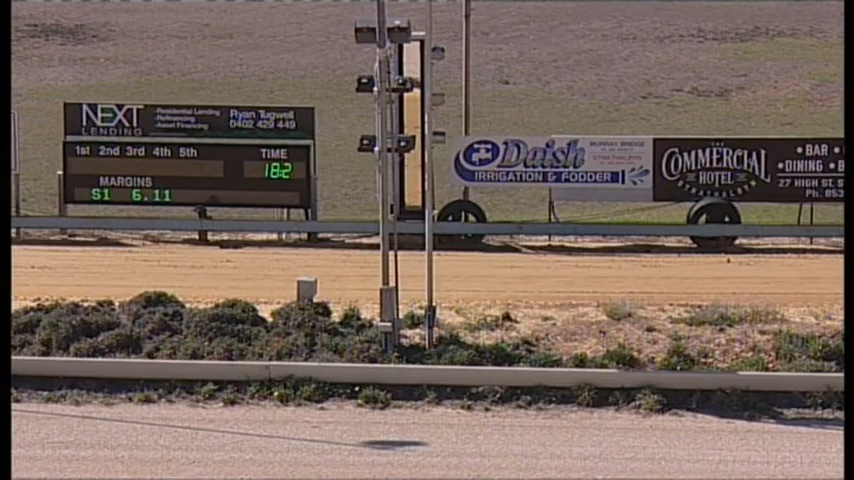 NEXT
LENDING
-Residential Lending
-Refinancing
-Asset Financing
Ryan Tugwell
0402 429 449
1st 2nd 3rd 4th 5th
TIME
18:2
MARGINS
S1 6.11
Daish
IRRIGATION & FODDER
MURRAY BRIDGE
STRATHALBYN
THE
COMMERCIAL
HOTEL
STRATHALBYN
• BAR •
• DINING •
27 HIGH ST